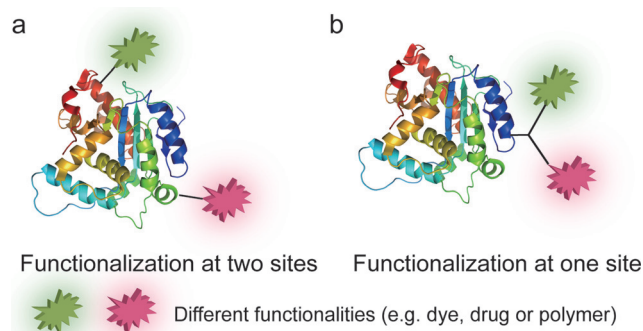 a
b
Functionalization at two sites
Functionalization at one site
Different functionalities (e.g. dye, drug or polymer)